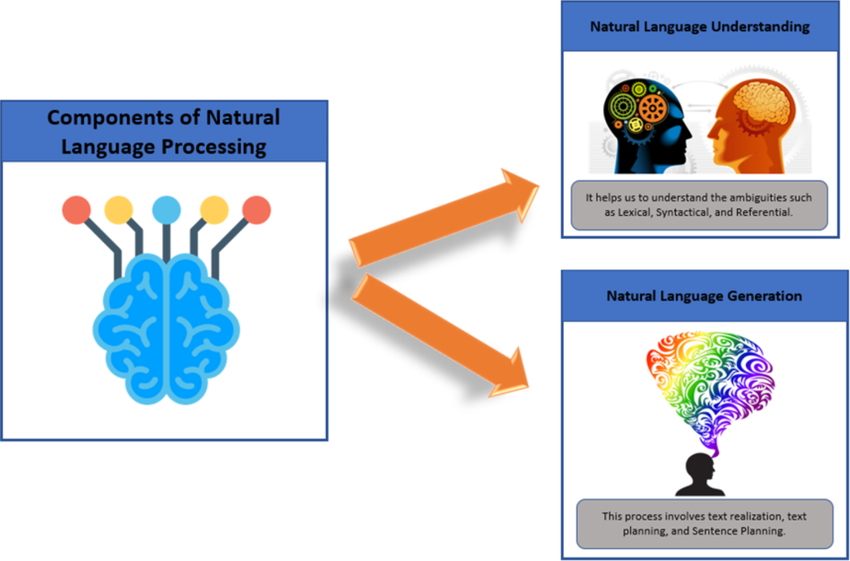 Components of Natural
Language Processing
Natural Language Understanding
It helps us to understand the ambiguities such
as Lexical, Syntactical, and Referential.
Natural Language Generation
This process involves text realization, text
planning, and Sentence Planning.